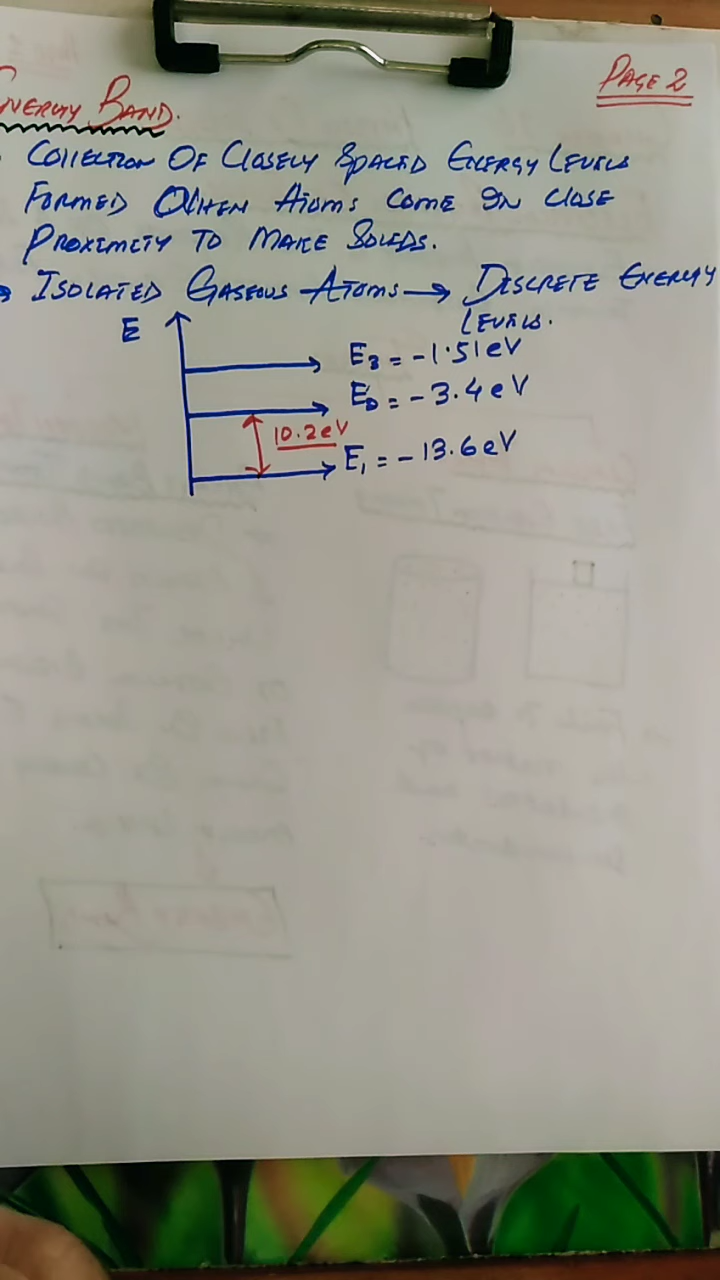 PAGE 2
ENERGY BAND.
COLLECTION OF CLOSELY SPACED ENERGY LEVELS
FORMED WHEN ATOMS COME IN CLOSE
PROXIMITY TO MAKE SOLIDS.
→ ISOLATED GASEOUS ATOMS → DISCRETE ENERGY
LEVELS.
E
E3 = -1.51eV
E2 = -3.4eV
10.2eV
E1 = -13.6eV